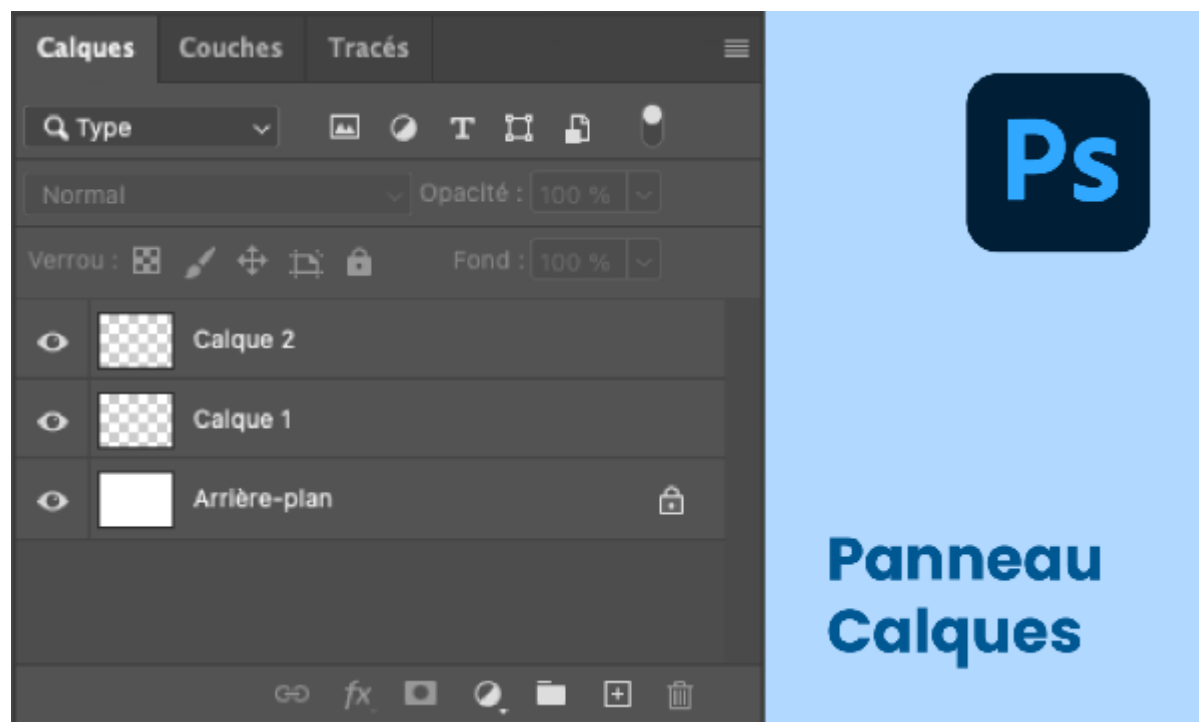 Calques Couches Tracés
Type
T
Normal Opacité : 100 %
Verrou : Fond : 100 %
Calque 2
Calque 1
Arrière-plan
fx
Ps
Panneau
Calques